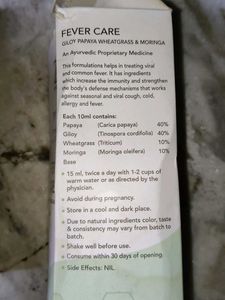 FEVER CARE
GILOY PAPAYA WHEATGRASS & MORINGA
An Ayurvedic Proprietary Medicine
This formulations helps in treating viral
and common fever. It has ingredients
which increase the immunity and strengthen
the body's defense mechanisms that works
against seasonal and viral cough, cold,
allergy and fever.
Each 10ml contains:
Papaya (Carica papaya) 40%
Giloy (Tinospora cordifolia) 40%
Wheatgrass (Triticum) 10%
Moringa (Moringa oleifera) 10%
Base
• 15 ml, twice a day with 1-2 cups of
warm water or as directed by the
physician.
• Avoid during pregnancy.
• Store in a cool and dark place.
• Due to natural ingredients color, taste
& consistency may vary from batch to
batch.
• Shake well before use.
• Consume within 30 days of opening.
• Side Effects: NIL